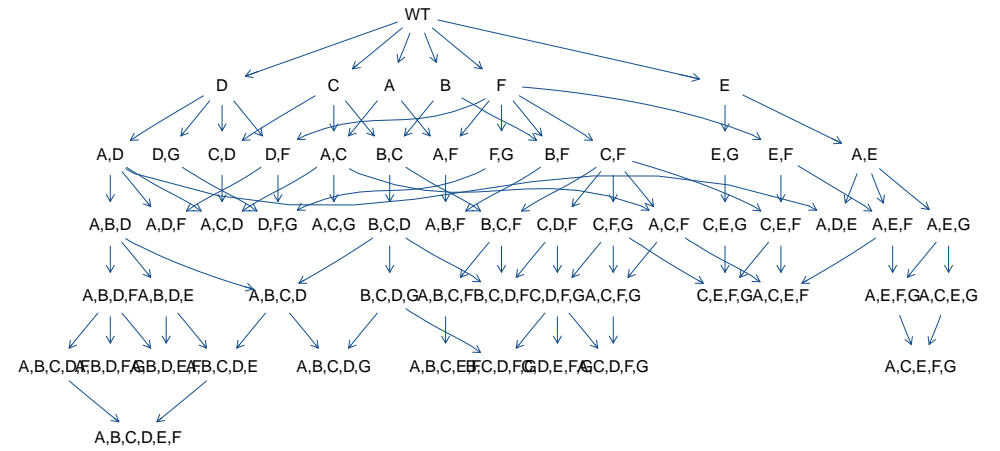 WT
D C A B F E
A,D D,G C,D D,F A,C B,C A,F F,G B,F C,F E,G E,F A,E
A,B,D A,D,F A,C,D D,F,G A,C,G B,C,D A,B,F B,C,F C,D,F C,F,G A,C,F C,E,G C,E,F A,D,E A,E,F A,E,G
A,B,D,F A,B,D,E A,B,C,D B,C,D,G A,B,C,F B,C,D,F C,D,F,G A,C,F,G C,E,F,G A,C,E,F A,E,F,G A,C,E,G
A,B,C,D,F A,B,D,F,G A,B,D,E,F A,B,C,D,E A,B,C,D,G A,B,C,E,F B,C,D,F,G C,D,E,F,G A,C,D,F,G A,C,E,F,G
A,B,C,D,E,F